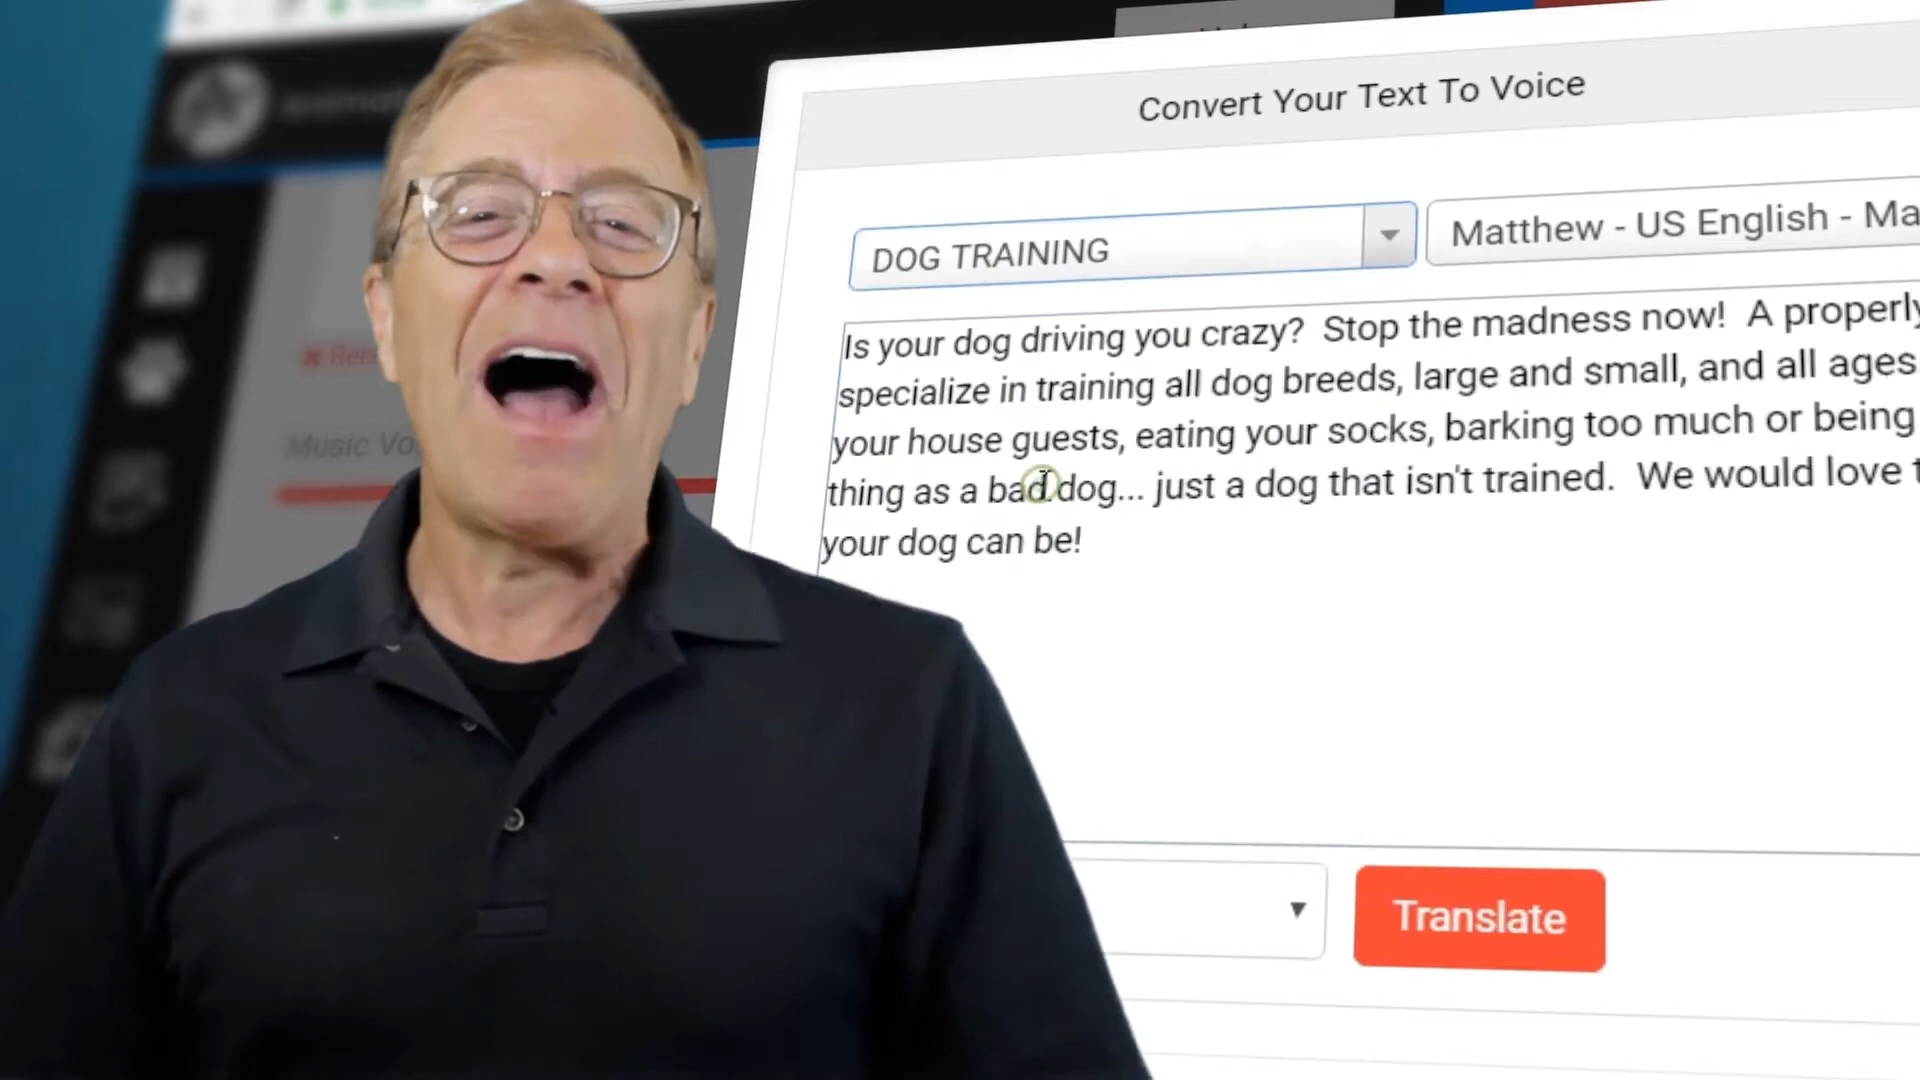 Convert Your Text To Voice
DOG TRAINING
Matthew - US English - Ma
Is your dog driving you crazy?  Stop the madness now!  A properly
specialize in training all dog breeds, large and small, and all ages.
your house guests, eating your socks, barking too much or being
thing as a bad dog... just a dog that isn't trained.  We would love t
your dog can be!
Music Vo
Translate